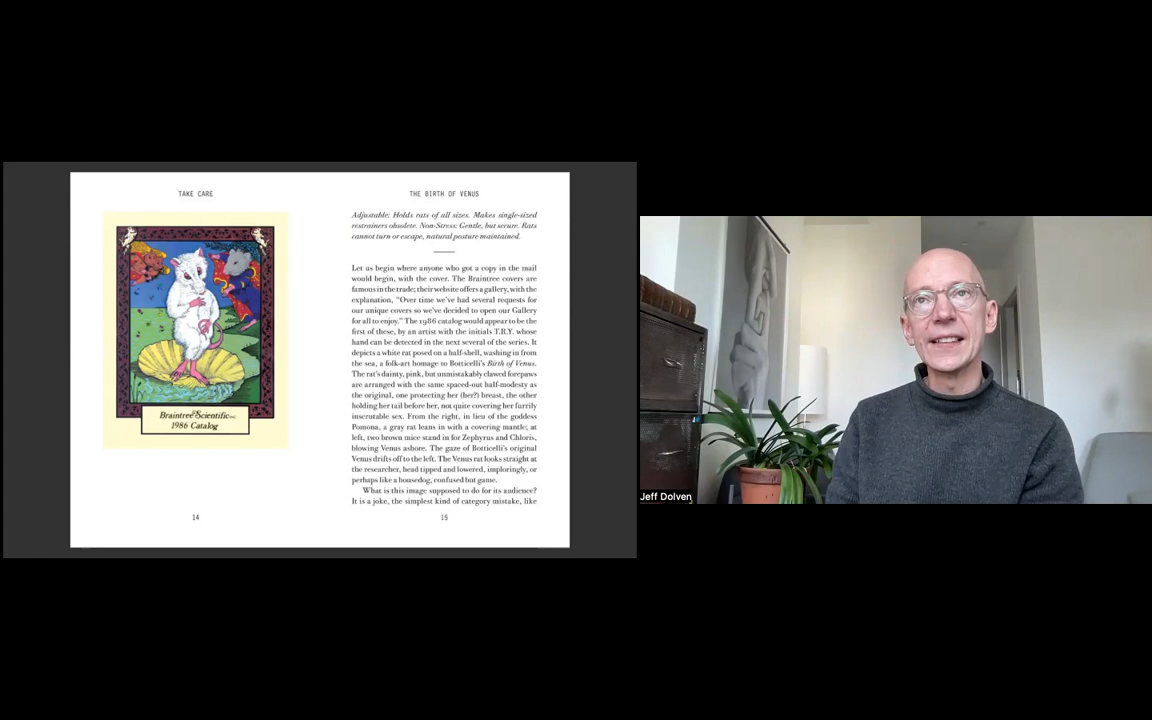 TAKE CARE
Braintree Scientific INC.
1986 Catalog
14
THE BIRTH OF VENUS
Adjustable: Holds rats of all sizes. Makes single-sized
restrainers obsolete. Non-Stress: Gentle, but secure. Rats
cannot turn or escape, natural posture maintained.
Let us begin where anyone who got a copy in the mail
would begin, with the cover. The Braintree covers are
famous in the trade; their website offers a gallery, with the
explanation, “Over time we’ve had several requests for
our unique covers so we’ve decided to open our Gallery
for all to enjoy.” The 1986 catalog would appear to be the
first of these, by an artist with the initials T.R.Y. whose
hand can be detected in the next several of the series. It
depicts a white rat posed on a half-shell, washing in from
the sea, a folk-art homage to Botticelli’s Birth of Venus.
The rat’s dainty, pink, but unmistakably clawed forepaws
are arranged with the same spaced-out half-modesty as
the original, one protecting her (her?) breast, the other
holding her tail before her, not quite covering her furrily
inscrutable sex. From the right, in lieu of the goddess
Pomona, a gray rat leans in with a covering mantle; at
left, two brown mice stand in for Zephyrus and Chloris,
blowing Venus ashore. The gaze of Botticelli’s original
Venus drifts off to the left. The Venus rat looks straight at
the researcher, head tipped and lowered, imploringly, or
perhaps like a housedog, confused but game.
What is this image supposed to do for its audience?
It is a joke, the simplest kind of category mistake, like
15
Jeff Dolven